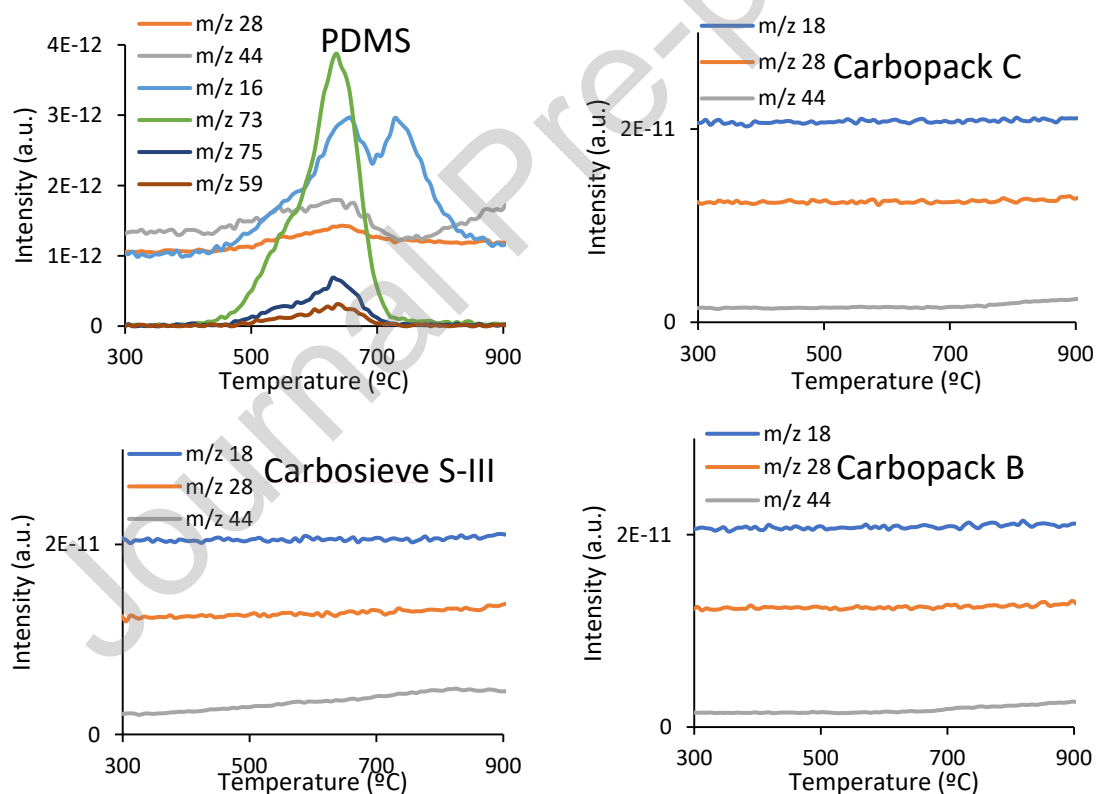 m/z 28
m/z 44
m/z 16
m/z 73
m/z 75
m/z 59
PDMS
Intensity (a.u.)
4E-12
3E-12
2E-12
1E-12
0
300 500 700 900
Temperature (ºC)
m/z 18
m/z 28
m/z 44
Carbopack C
Intensity (a.u.)
2E-11
0
300 500 700 900
Temperature (ºC)
m/z 18
m/z 28
m/z 44
Carbosieve S-III
Intensity (a.u.)
2E-11
0
300 500 700 900
Temperature (ºC)
m/z 18
m/z 28
m/z 44
Carbopack B
Intensity (a.u.)
2E-11
0
300 500 700 900
Temperature (ºC)
Journal Pre-p